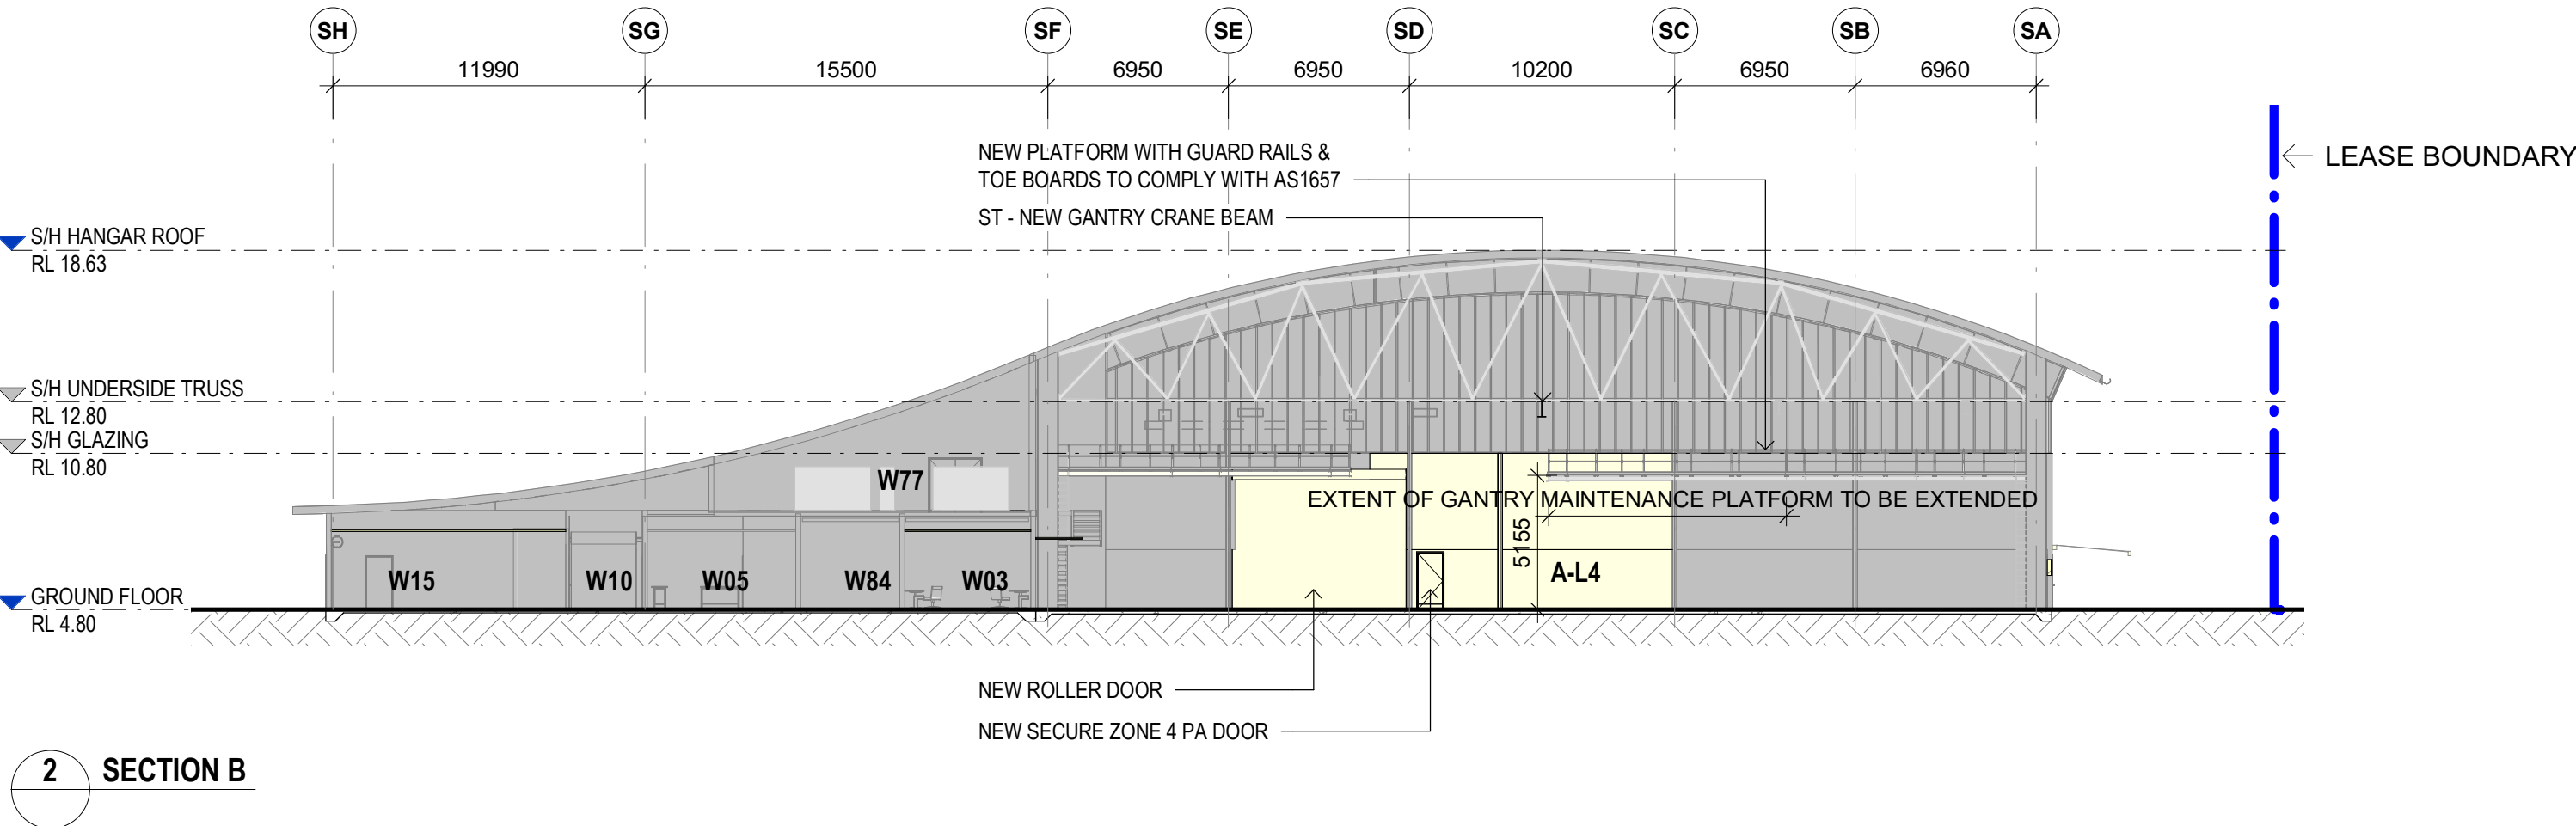 SH SG SF SE SD SC SB SA
11990 15500 6950 6950 10200 6950 6960
NEW PLATFORM WITH GUARD RAILS &
TOE BOARDS TO COMPLY WITH AS1657
LEASE BOUNDARY
ST - NEW GANTRY CRANE BEAM
S/H HANGAR ROOF
RL 18.63
S/H UNDERSIDE TRUSS
RL 12.80
S/H GLAZING
RL 10.80
W77
EXTENT OF GANTRY MAINTENANCE PLATFORM TO BE EXTENDED
5155
W15 W10 W05 W84 W03 A-L4
GROUND FLOOR
RL 4.80
NEW ROLLER DOOR
NEW SECURE ZONE 4 PA DOOR
2 SECTION B